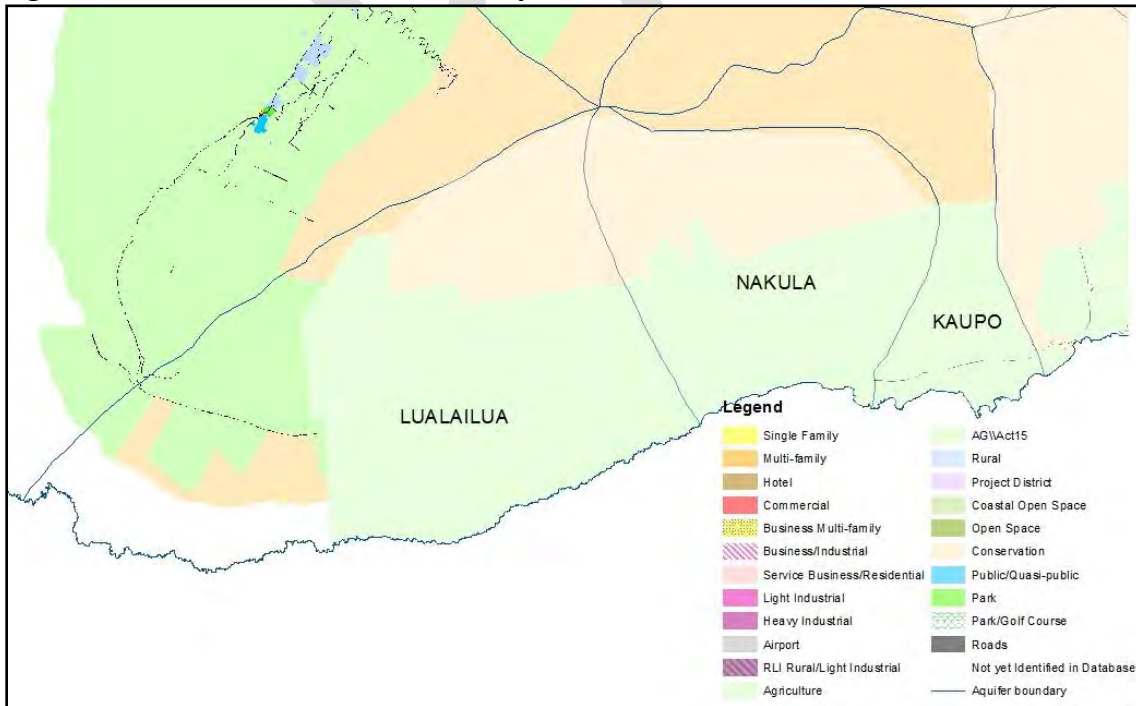 NAKULA
KAUPO
LUALAILUA
Legend
Single Family
Multi-family
Hotel
Commercial
Business Multi-family
Business/Industrial
Service Business/Residential
Light Industrial
Heavy Industrial
Airport
RLI Rural/Light Industrial
Agriculture
AG\\Act15
Rural
Project District
Coastal Open Space
Open Space
Conservation
Public/Quasi-public
Park
Park/Golf Course
Roads
Not yet Identified in Database
Aquifer boundary